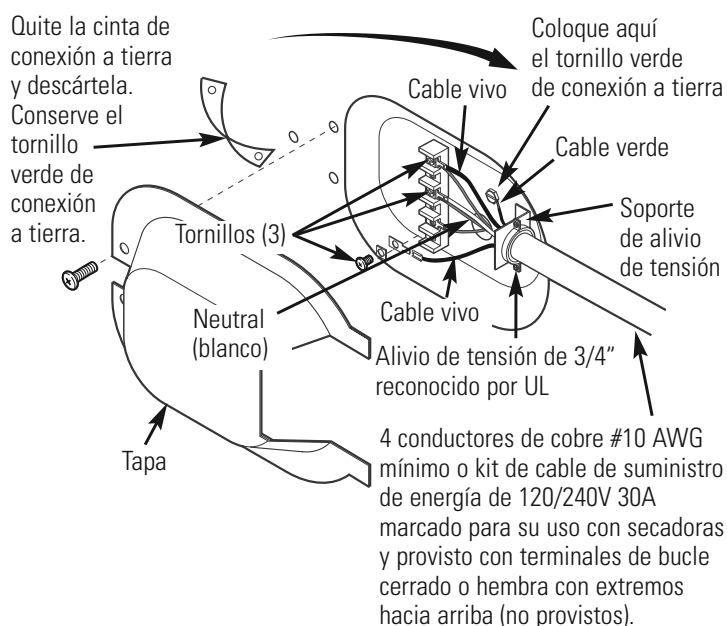 Quite la cinta de
conexión a tierra
y descártela.
Conserve el
tornillo
verde de
conexión
a tierra.
Coloque aquí
el tornillo verde
de conexión a tierra
Cable vivo
Cable verde
Tornillos (3)
Soporte
de alivio
de tensión
Neutral
(blanco)
Cable vivo
Alivio de tensión de 3/4”
reconocido por UL
Tapa
4 conductores de cobre #10 AWG
mínimo o kit de cable de suministro
de energía de 120/240V 30A
marcado para su uso con secadoras
y provisto con terminales de bucle
cerrado o hembra con extremos
hacia arriba (no provistos).